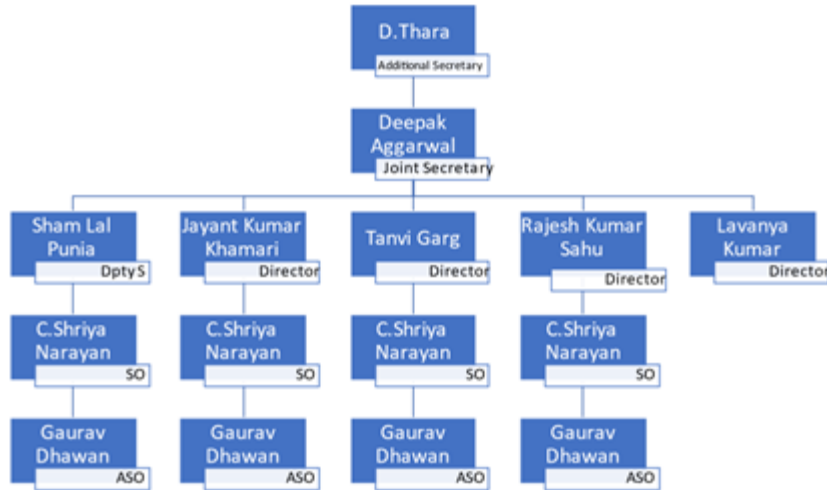 D.Thara
Additional Secretary
Deepak
Aggarwal
Joint Secretary
Sham Lal
Punia
Dpty S
Jayant Kumar
Khamari
Director
Tanvi Garg
Director
Rajesh Kumar
Sahu
Director
Lavanya
Kumar
Director
C.Shriya
Narayan
SO
C.Shriya
Narayan
SO
C.Shriya
Narayan
SO
C.Shriya
Narayan
SO
Gaurav
Dhawan
ASO
Gaurav
Dhawan
ASO
Gaurav
Dhawan
ASO
Gaurav
Dhawan
ASO